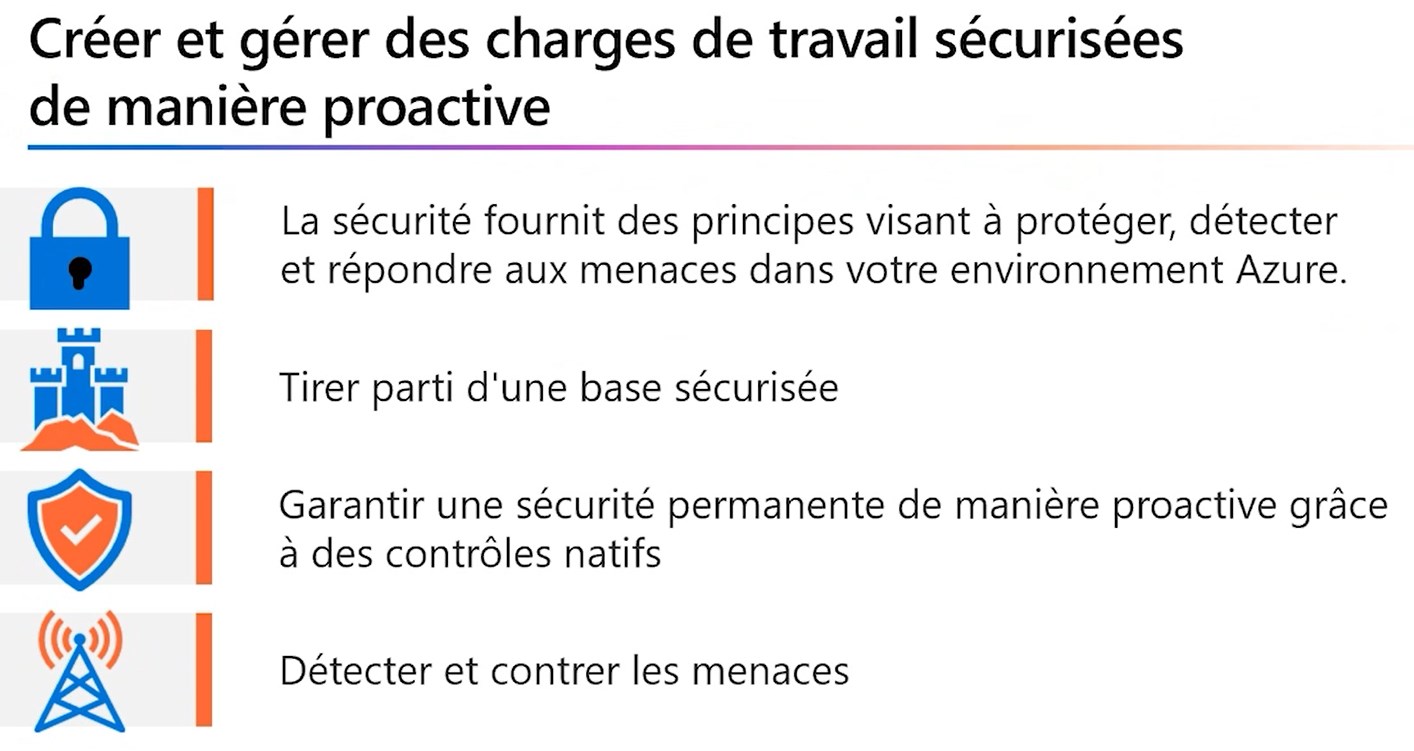 Créer et gérer des charges de travail sécurisées
de manière proactive
La sécurité fournit des principes visant à protéger, détecter
et répondre aux menaces dans votre environnement Azure.
Tirer parti d'une base sécurisée
Garantir une sécurité permanente de manière proactive grâce
à des contrôles natifs
Détecter et contrer les menaces